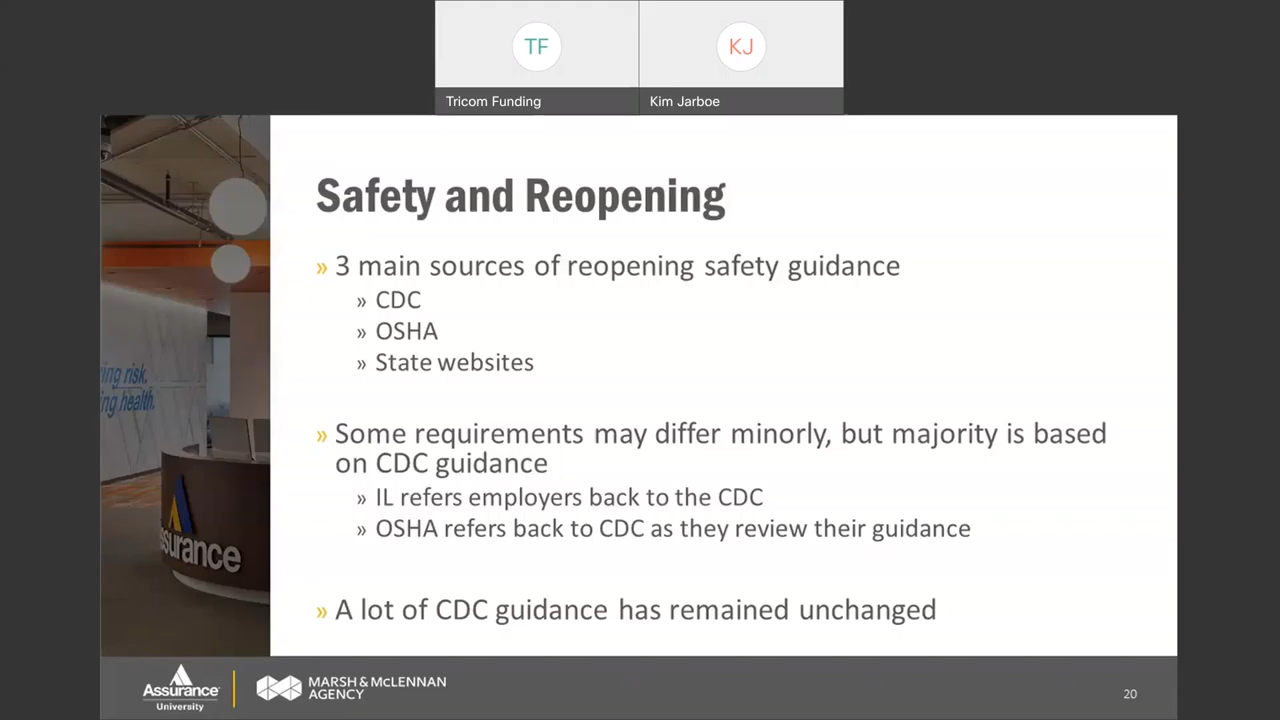 TF
KJ
Tricom Funding
Kim Jarboe
Safety and Reopening
» 3 main sources of reopening safety guidance
» CDC
» OSHA
» State websites
» Some requirements may differ minorly, but majority is based
on CDC guidance
» IL refers employers back to the CDC
» OSHA refers back to CDC as they review their guidance
» A lot of CDC guidance has remained unchanged
risk.
health.
Assurance
University
MARSH & McLENNAN
AGENCY
20